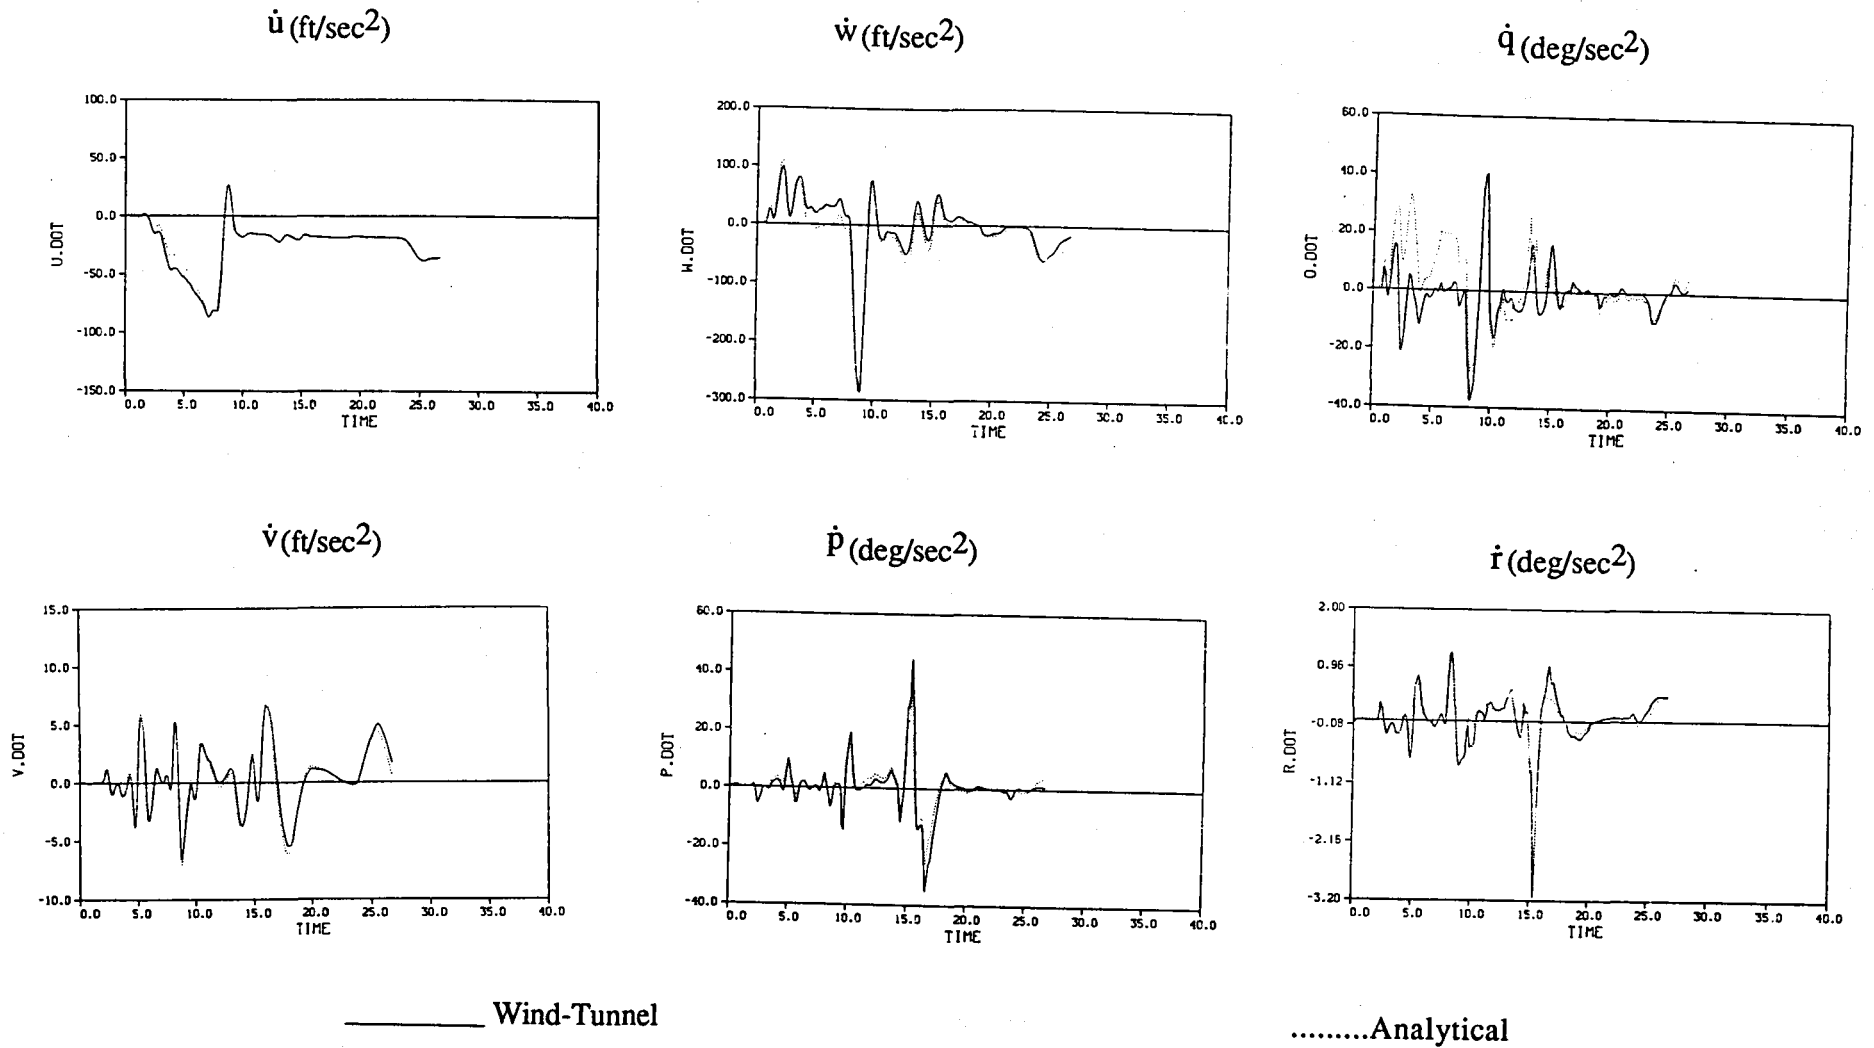 u̇ (ft/sec2)
ẇ (ft/sec2)
q̇ (deg/sec2)
100.0
50.0
0.0
-50.0
-100.0
-150.0
U.DOT
0.0 5.0 10.0 15.0 20.0 25.0 30.0 35.0 40.0
TIME
200.0
100.0
0.0
-100.0
-200.0
-300.0
W.DOT
0.0 5.0 10.0 15.0 20.0 25.0 30.0 35.0 40.0
TIME
60.0
40.0
20.0
0.0
-20.0
-40.0
Q.DOT
0.0 5.0 10.0 15.0 20.0 25.0 30.0 35.0 40.0
TIME
v̇ (ft/sec2)
ṗ (deg/sec2)
ṙ (deg/sec2)
15.0
10.0
5.0
0.0
-5.0
-10.0
V.DOT
0.0 5.0 10.0 15.0 20.0 25.0 30.0 35.0 40.0
TIME
60.0
40.0
20.0
0.0
-20.0
-40.0
P.DOT
0.0 5.0 10.0 15.0 20.0 25.0 30.0 35.0 40.0
TIME
2.00
0.96
-0.08
-1.12
-2.15
-3.20
R.DOT
0.0 5.0 10.0 15.0 20.0 25.0 30.0 35.0 40.0
TIME
Wind-Tunnel
.........Analytical